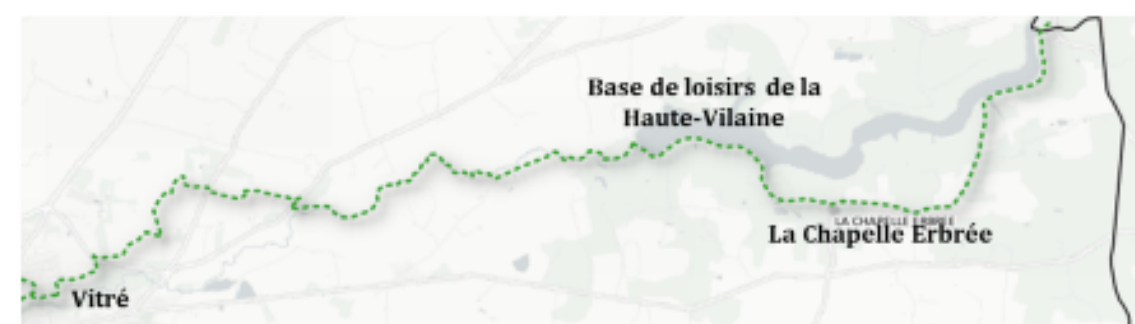 Base de loisirs de la
Haute-Vilaine
LA CHAPELLE ERBRÉE
La Chapelle Erbrée
Vitré